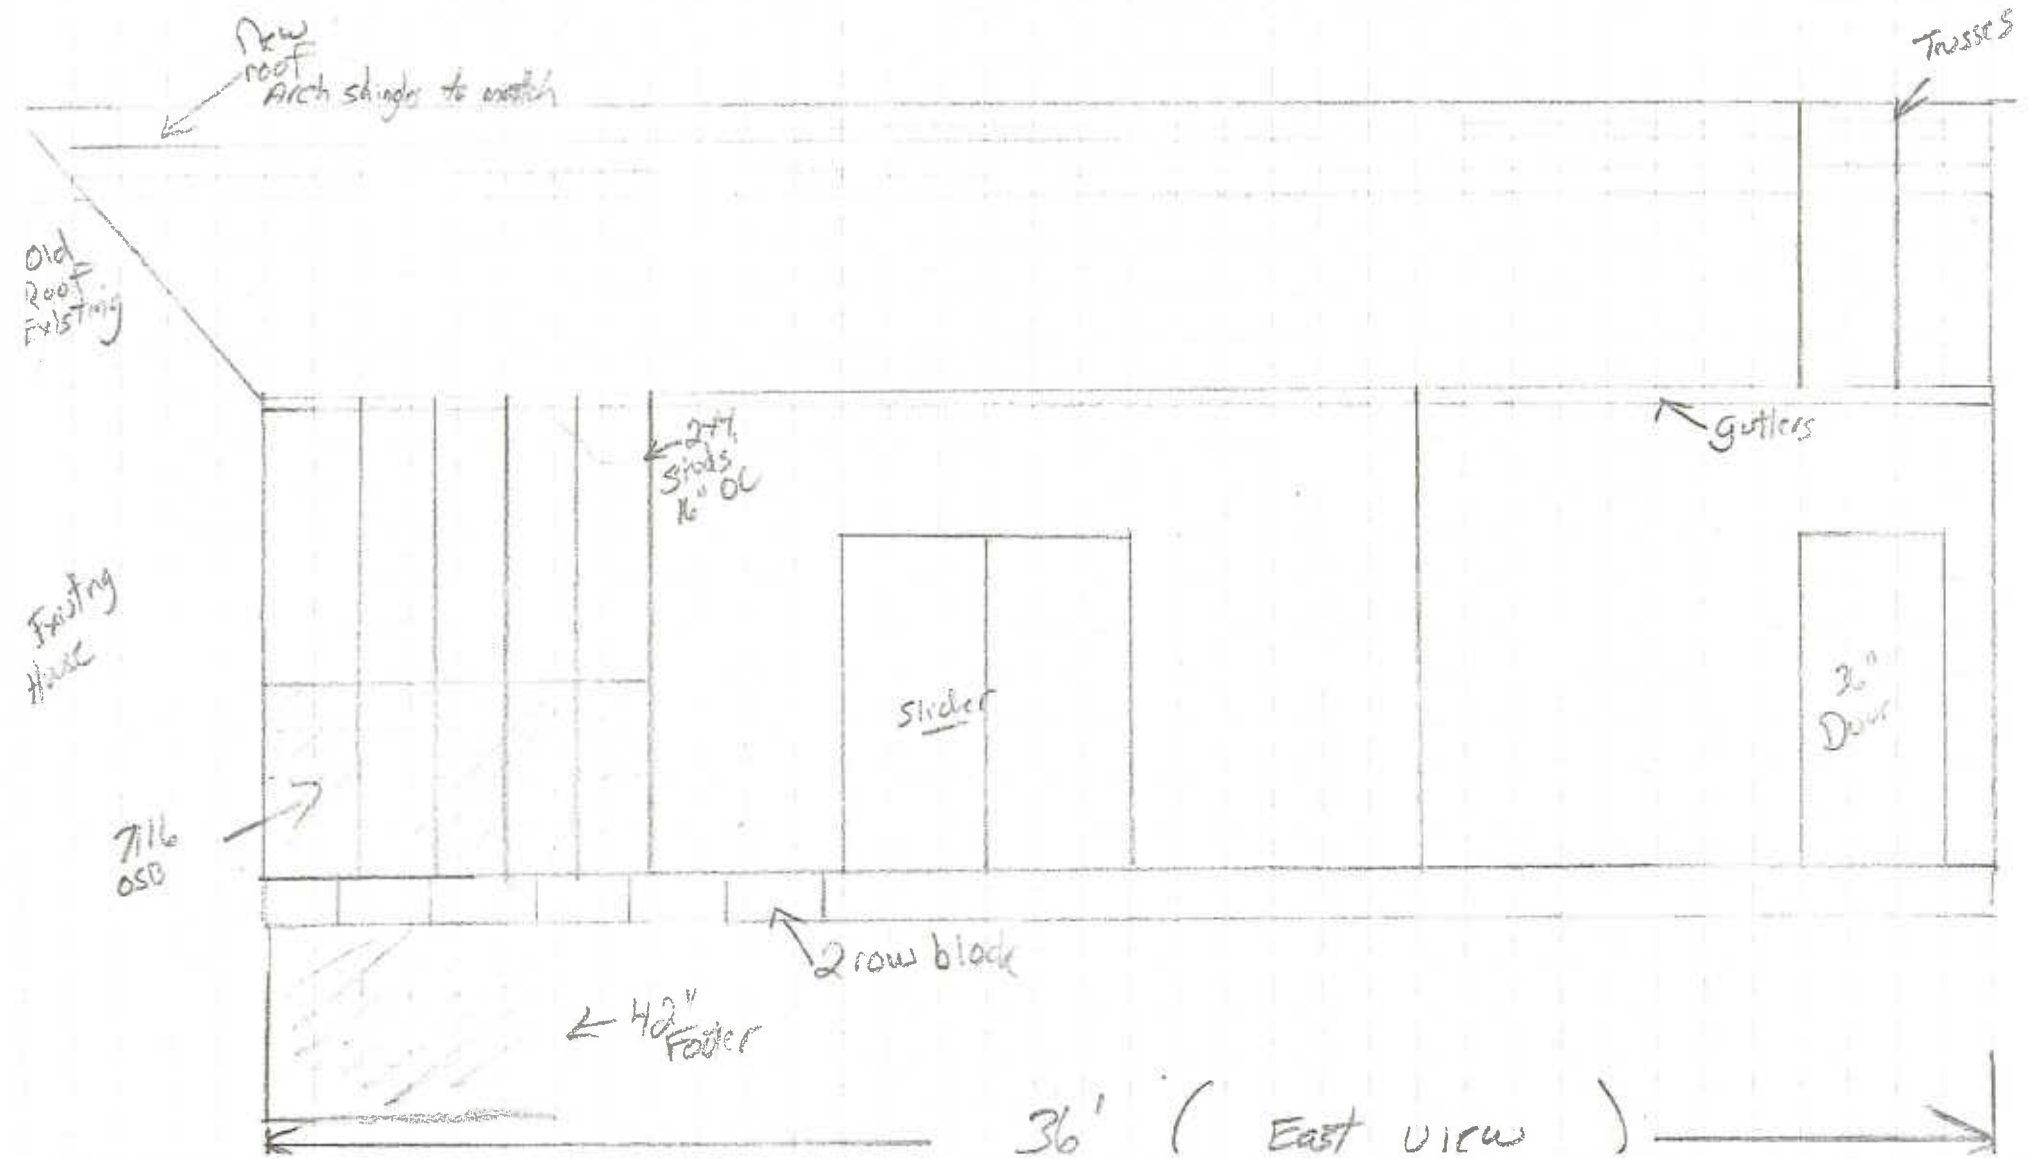 New
roof
Arch shingles to match
Trusses
Old
Roof
Existing
gutters
2x4
studs
16" OC
Existing
House
slider
36"
Door
7/16
OSB
2 row block
42"
Footer
36' ( East view )